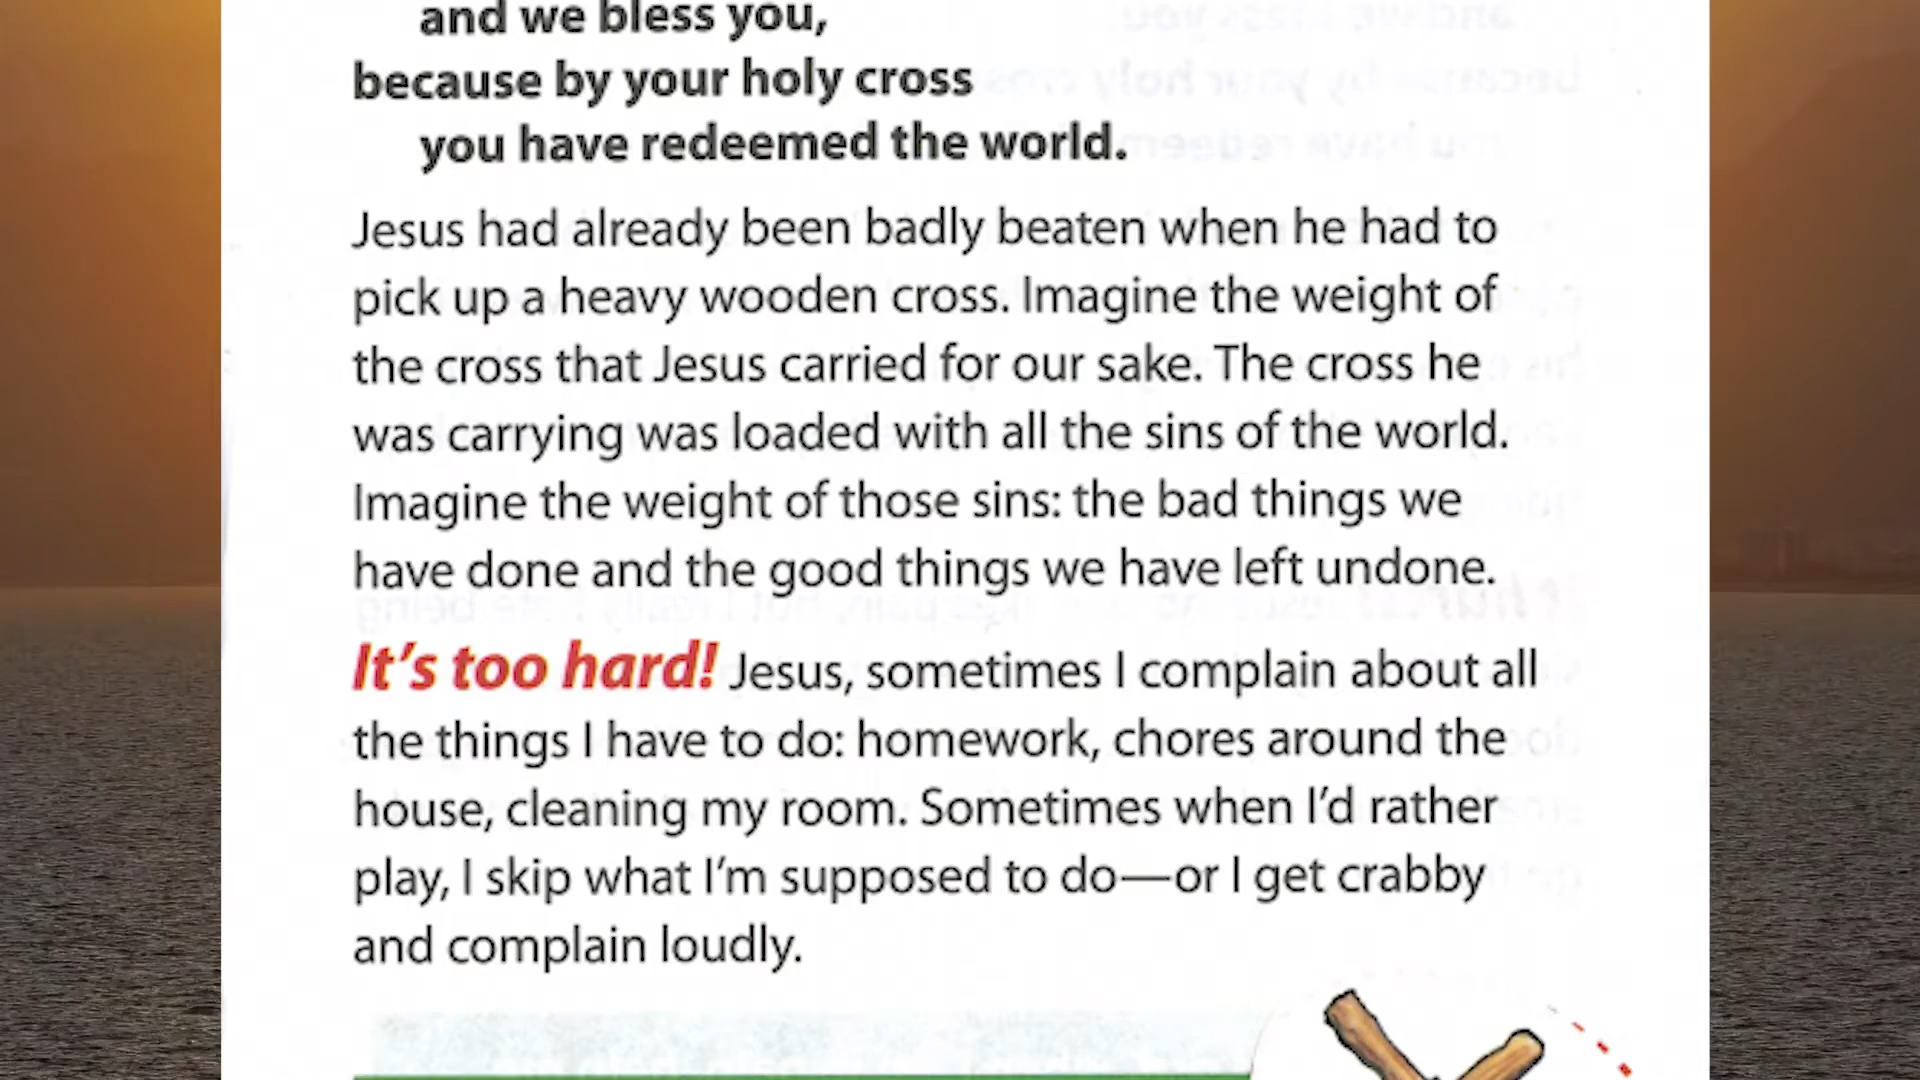 and we bless you,
because by your holy cross
you have redeemed the world.
Jesus had already been badly beaten when he had to
pick up a heavy wooden cross. Imagine the weight of
the cross that Jesus carried for our sake. The cross he
was carrying was loaded with all the sins of the world.
Imagine the weight of those sins: the bad things we
have done and the good things we have left undone.
It's too hard! Jesus, sometimes I complain about all
the things I have to do: homework, chores around the
house, cleaning my room. Sometimes when I'd rather
play, I skip what I'm supposed to do—or I get crabby
and complain loudly.